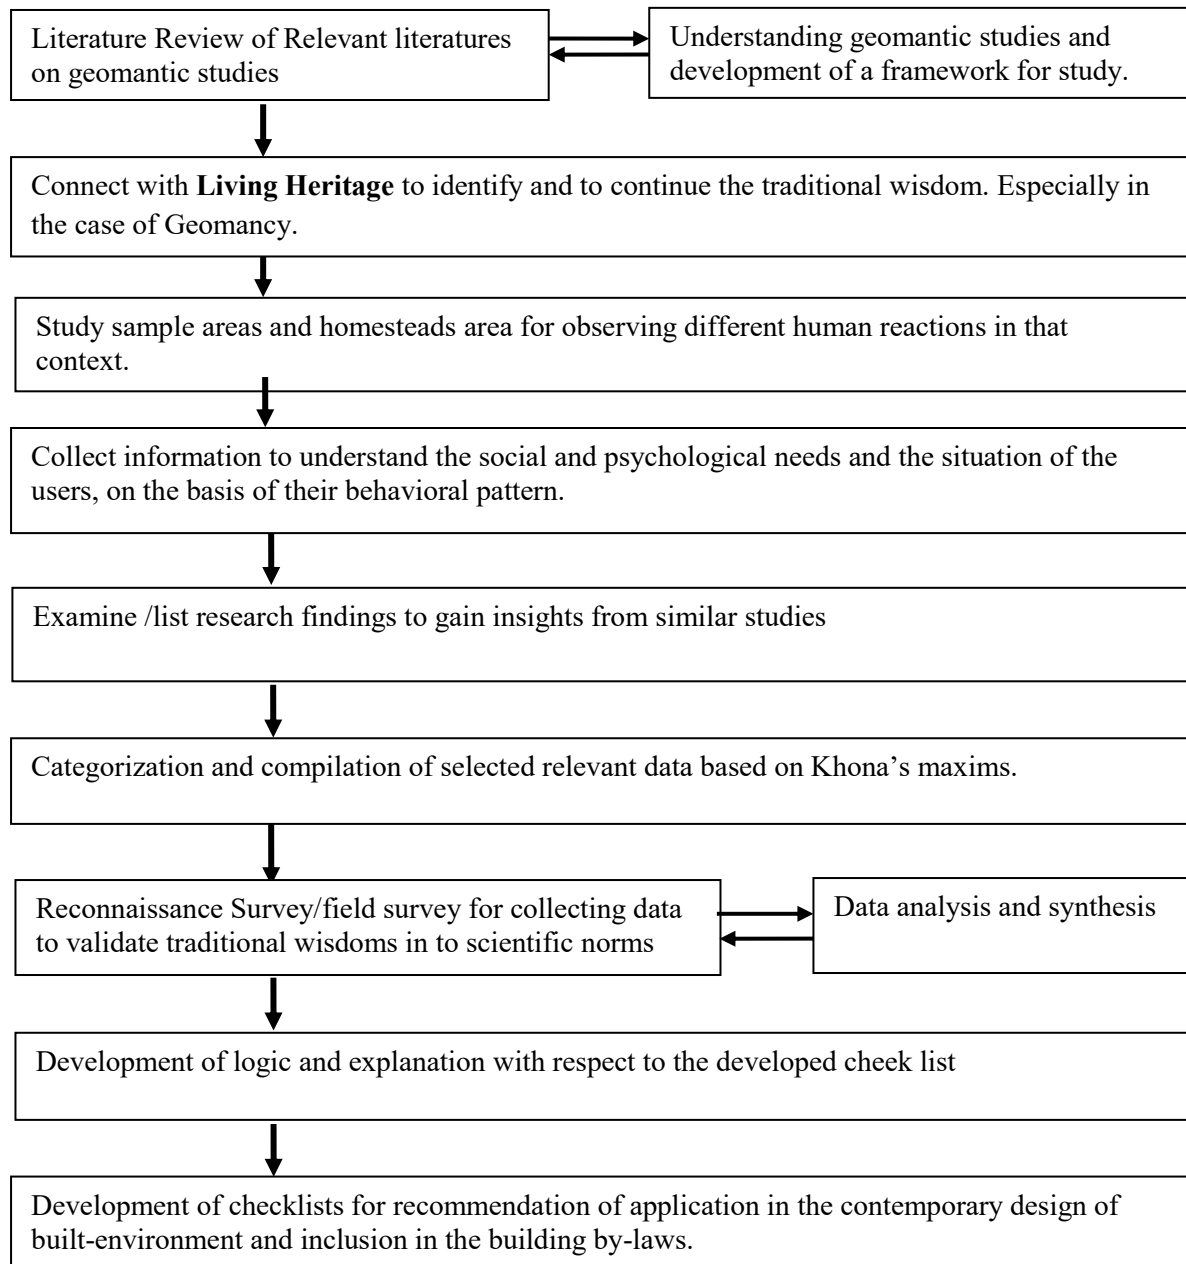 Literature Review of Relevant literatures
on geomantic studies
Understanding geomantic studies and
development of a framework for study.
Connect with Living Heritage to identify and to continue the traditional wisdom. Especially in
the case of Geomancy.
Study sample areas and homesteads area for observing different human reactions in that
context.
Collect information to understand the social and psychological needs and the situation of the
users, on the basis of their behavioral pattern.
Examine /list research findings to gain insights from similar studies
Categorization and compilation of selected relevant data based on Khona’s maxims.
Reconnaissance Survey/field survey for collecting data
to validate traditional wisdoms in to scientific norms
Data analysis and synthesis
Development of logic and explanation with respect to the developed cheek list
Development of checklists for recommendation of application in the contemporary design of
built-environment and inclusion in the building by-laws.